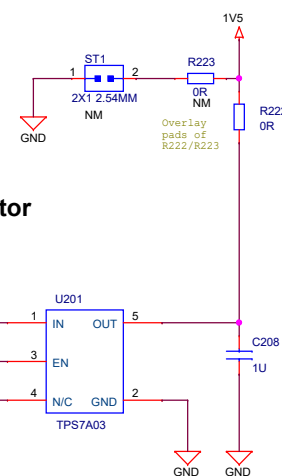 1V5
ST1
1
2
2X1 2.54MM
NM
R223
0R
NM
GND
Overlay
pads of
R222/R223
0R
tor
U201
1 IN OUT 5
3 EN
4 N/C GND 2
TPS7A03
C208
1U
GND
GND